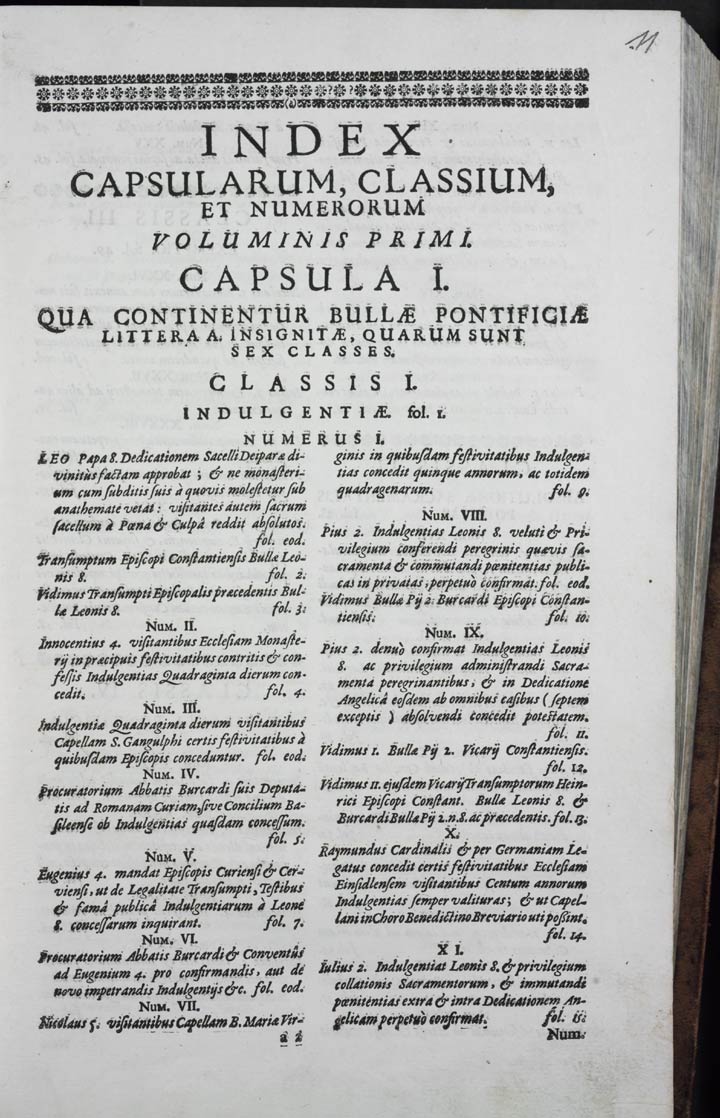 11
INDEX
CAPSULARUM, CLASSIUM,
ET NUMERORUM
VOLUMINIS PRIMI.
CAPSULA I.
QUA CONTINENTUR BULLÆ PONTIFICIÆ
LITTERA A. INSIGNITÆ, QUARUM SUNT
SEX CLASSES.
CLASSIS I.
INDULGENTIÆ. fol. 1.
NUMERUS I.
LEO Papa 8. Dedicationem Sacelli Deiparæ di-
vinitùs factam approbat ; & ne monaſteri-
um cum ſubditis ſuis à quovis moleſtetur ſub
anathemate vetat : viſitantes autem ſacrum
ſacellum à Pœna & Culpâ reddit abſolutos.
fol. eod.
Tranſumptum Epiſcopi Conſtantienſis Bullæ Leo-
nis 8. fol. 2.
Vidimus Tranſumpti Epiſcopalis præcedentis Bul-
læ Leonis 8. fol. 3.
NUM. II.
Innocentius 4. viſitantibus Eccleſiam Monaſte-
rij in præcipuis feſtivitatibus contritis & con-
feſſis Indulgentias Quadraginta dierum con-
cedit. fol. 4.
NUM. III.
Indulgentiæ Quadraginta dierum viſitantibus
Capellam S. Gangulphi certis feſtivitatibus à
quibuſdam Epiſcopis conceduntur. fol. eod.
NUM. IV.
Procuratorium Abbatis Burcardi ſuis Deputa-
tis ad Romanam Curiam, ſive Concilium Ba-
ſileenſe ob Indulgentias quaſdam conceſſum.
fol. 5.
NUM. V.
Eugenius 4. mandat Epiſcopis Curienſi & Cer-
vienſi, ut de Legalitate Tranſumpti, Teſtibus
& famâ publicâ Indulgentiarum à Leone
8. conceſſarum inquirant. fol. 7.
NUM. VI.
Procuratorium Abbatis Burcardi & Conventûs
ad Eugenium 4. pro confirmandis, aut de
novo impetrandis Indulgentijs &c. fol. eod.
NUM. VII.
Nicolaus 5. viſitantibus Capellam B. Mariæ Vir-
a 2
ginis in quibuſdam feſtivitatibus Indulgen-
tias concedit quinque annorum, ac totidem
quadragenarum. fol. 9.
NUM. VIII.
Pius 2. Indulgentias Leonis 8. veluti & Pri-
vilegium conferendi peregrinis quævis ſa-
cramenta & commutandi pœnitentias publi-
cas in privatas, perpetuò confirmat. fol. eod.
Vidimus Bullæ Pij 2. Burcardi Epiſcopi Conſtan-
tienſis. fol. 10.
NUM. IX.
Pius 2. denuò confirmat Indulgentias Leonis
8. ac privilegium adminiſtrandi Sacra-
menta peregrinantibus, & in Dedicatione
Angelicâ eoſdem ab omnibus caſibus ( ſeptem
exceptis ) abſolvendi concedit poteſtatem.
fol. 11.
Vidimus 1. Bullæ Pij 2. Vicarij Conſtantienſis.
fol. 12.
Vidimus 11. ejuſdem Vicarij Tranſumptorum Hein-
rici Epiſcopi Conſtant. Bullæ Leonis 8. &
Burcardi Bullæ Pij 2. n. 8. ac præcedentis. fol. 13.
X.
Raymundus Cardinalis & per Germaniam Le-
gatus concedit certis feſtivitatibus Eccleſiam
Einſidlenſem viſitantibus Centum annorum
Indulgentias ſemper valituras ; & ut Capel-
lani in Choro Benedictino Breviario uti poſſint.
fol. 14.
XI.
Iulius 2. Indulgentias Leonis 8. & privilegium
collationis Sacramentorum, & immutandi
pœnitentias extra & intra Dedicationem An-
gelicam perpetuò confirmat. fol. 15.
Num.